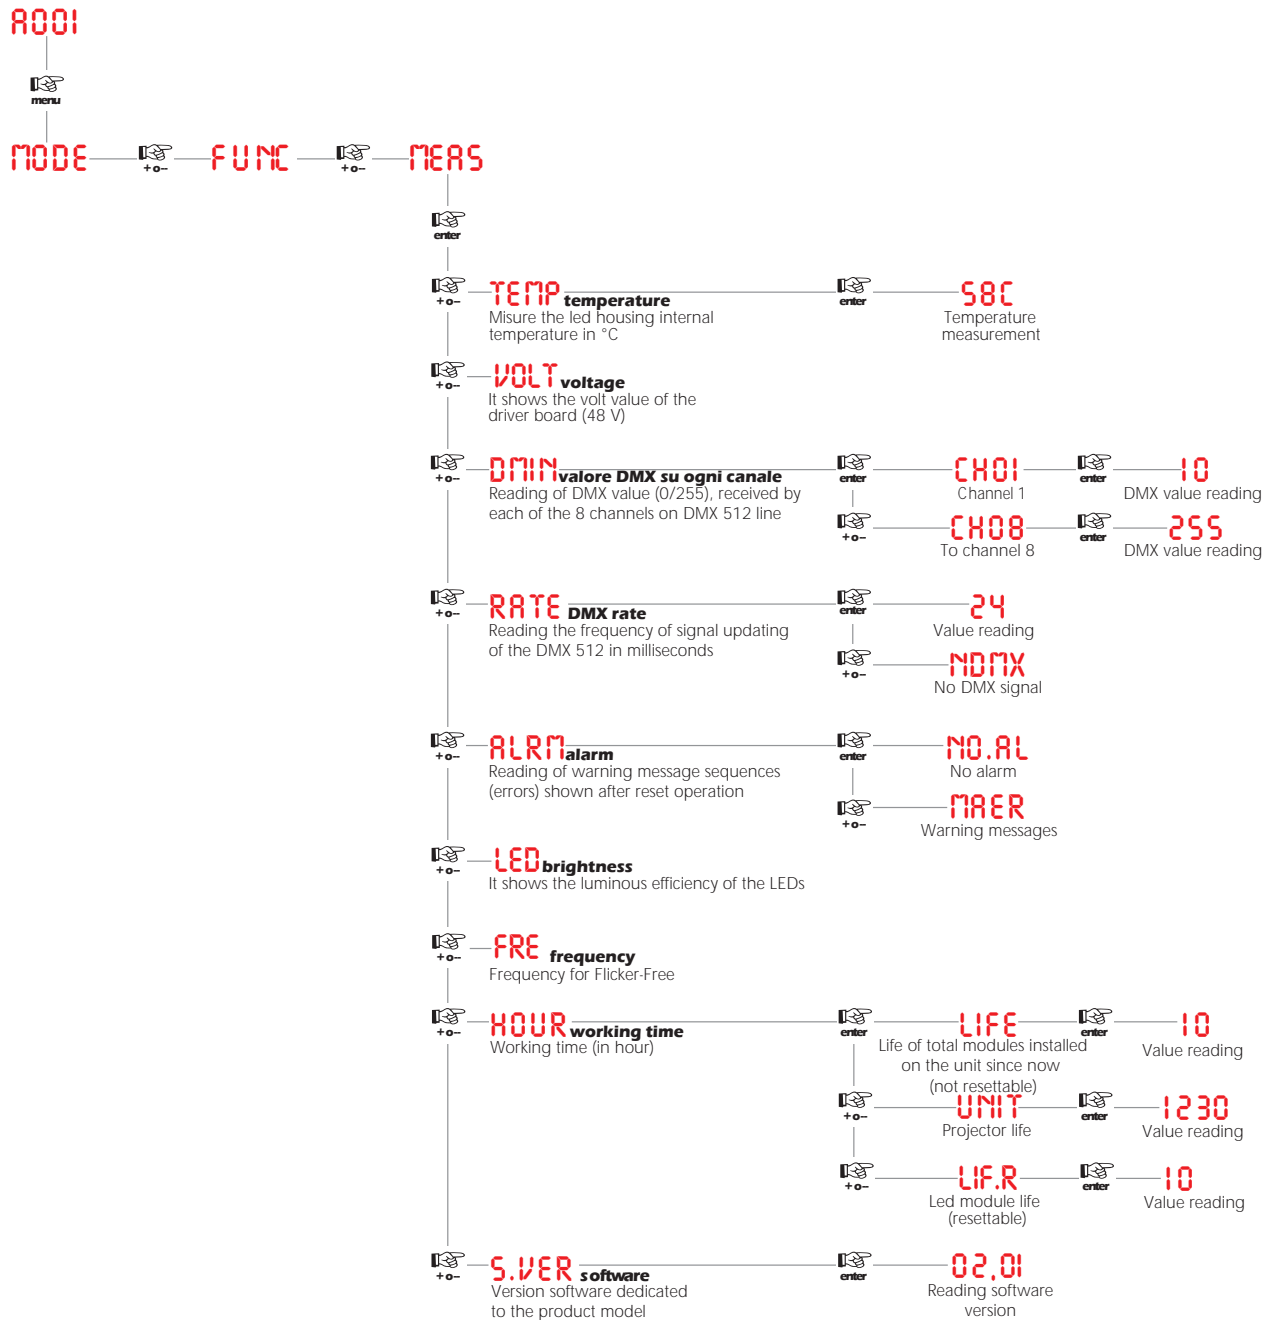 A001
menu
MODE
+o–
FUNC
+o–
MEAS
enter
+o–
TEMP temperature
enter
58C
Misure the led housing internal
temperature in °C
Temperature
measurement
+o–
VOLT voltage
It shows the volt value of the
driver board (48 V)
+o–
DMIN valore DMX su ogni canale
enter
CH01
enter
10
Reading of DMX value (0/255), received by
each of the 8 channels on DMX 512 line
Channel 1
DMX value reading
+o–
CH08
enter
255
To channel 8
DMX value reading
+o–
RATE DMX rate
enter
24
Reading the frequency of signal updating
of the DMX 512 in milliseconds
Value reading
+o–
NDMX
No DMX signal
+o–
ALRM alarm
enter
NO.AL
Reading of warning message sequences
(errors) shown after reset operation
No alarm
+o–
MAER
Warning messages
+o–
LED brightness
It shows the luminous efficiency of the LEDs
+o–
FRE frequency
Frequency for Flicker-Free
+o–
HOUR working time
enter
LIFE
enter
10
Working time (in hour)
Life of total modules installed
on the unit since now
(not resettable)
Value reading
+o–
UNIT
enter
1230
Projector life
Value reading
+o–
LIF.R
enter
10
Led module life
(resettable)
Value reading
+o–
S.VER software
enter
02.01
Version software dedicated
to the product model
Reading software
version